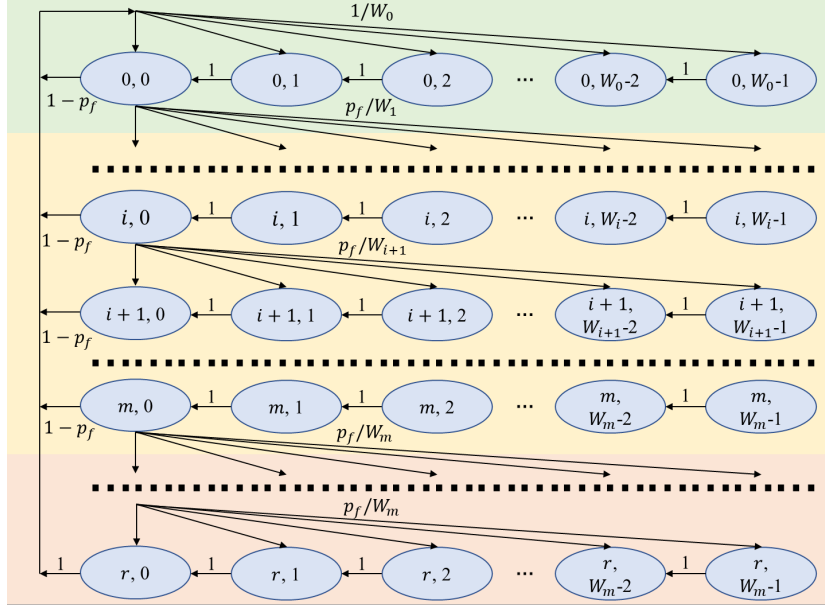 1/W₀
0, 0 1 0, 1 1 0, 2 ... 0, W₀-2 1 0, W₀-1
1 − p_f p_f/W₁
i, 0 1 i, 1 1 i, 2 ... i, W_i-2 1 i, W_i-1
1 − p_f p_f/W_{i+1}
i + 1, 0 1 i + 1, 1 1 i + 1, 2 ... i + 1, W_{i+1}-2 1 i + 1, W_{i+1}-1
1 − p_f
m, 0 1 m, 1 1 m, 2 ... m, W_m-2 1 m, W_m-1
1 − p_f p_f/W_m
p_f/W_m
1 r, 0 1 r, 1 1 r, 2 ... r, W_m-2 1 r, W_m-1